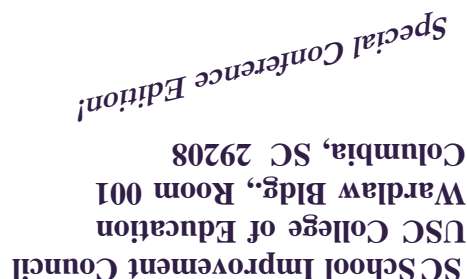 SC School Improvement Council
USC College of Education
Wardlaw Bldg., Room 001
Columbia, SC  29208
Special Conference Edition!